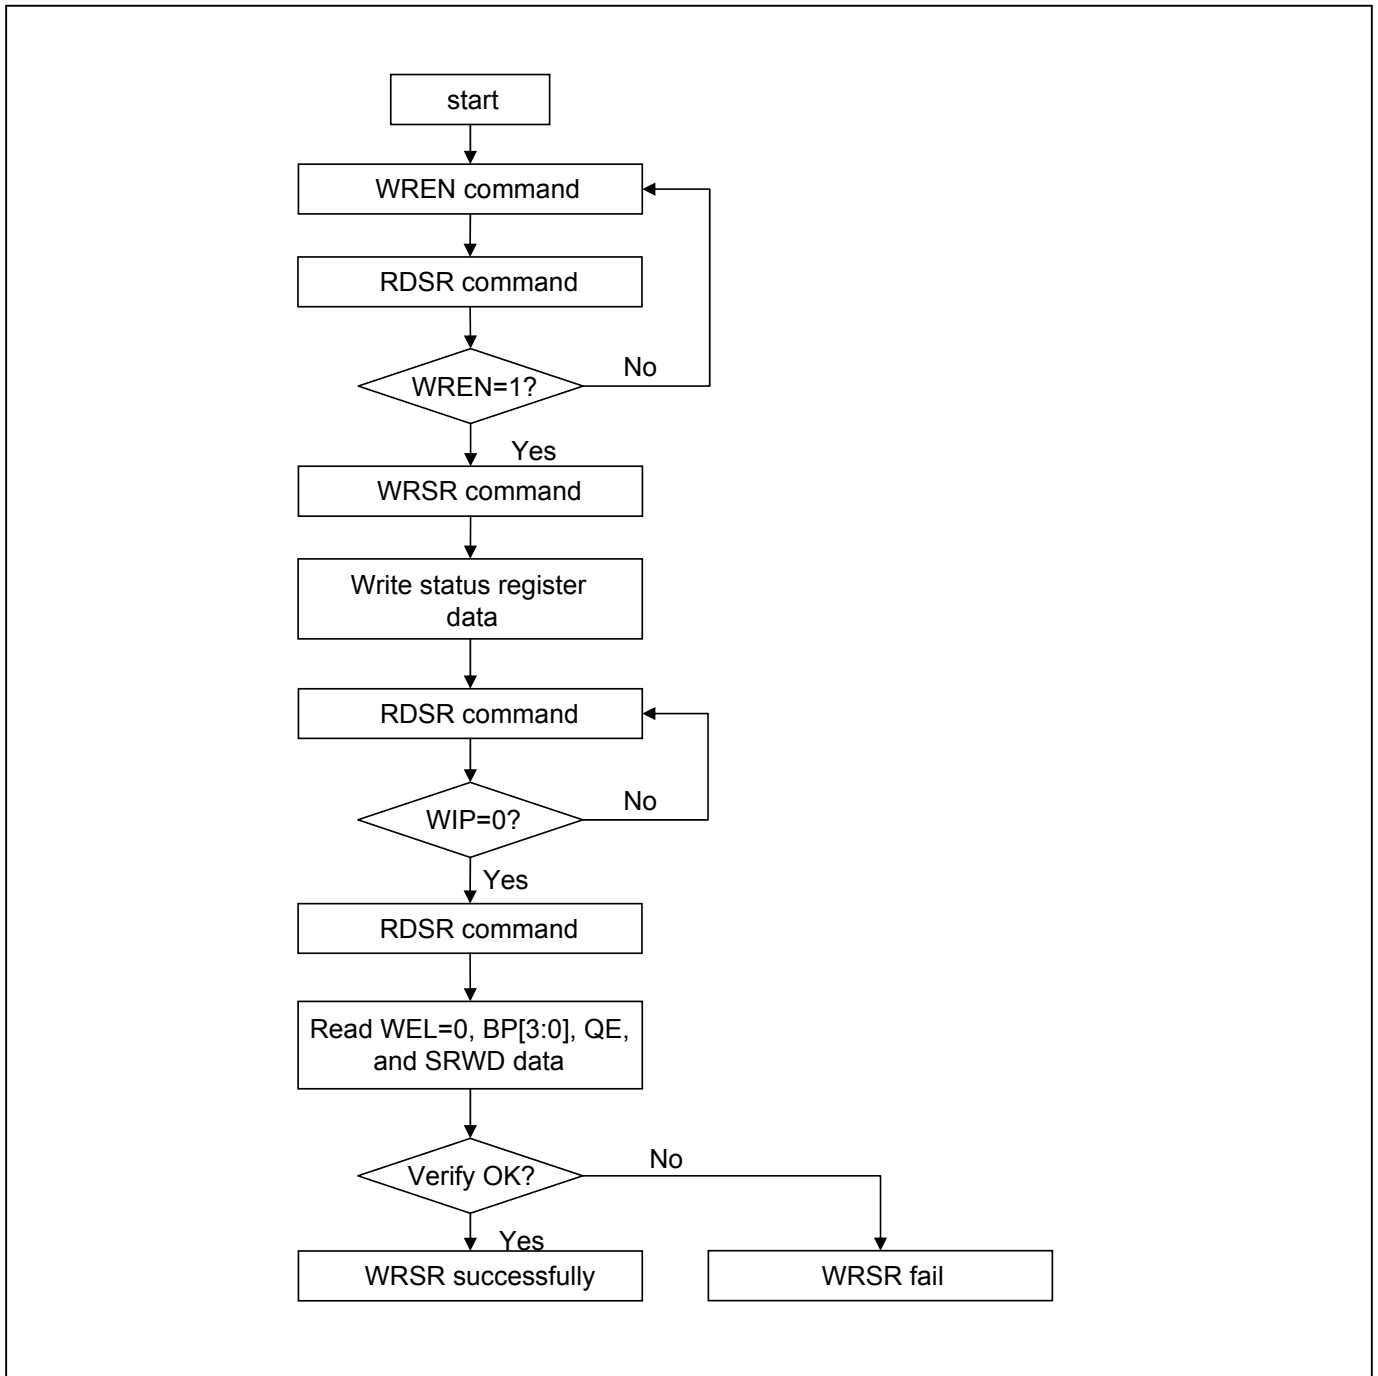 start
WREN command
RDSR command
WREN=1?
No
Yes
WRSR command
Write status register
data
RDSR command
WIP=0?
No
Yes
RDSR command
Read WEL=0, BP[3:0], QE,
and SRWD data
Verify OK?
No
Yes
WRSR successfully
WRSR fail